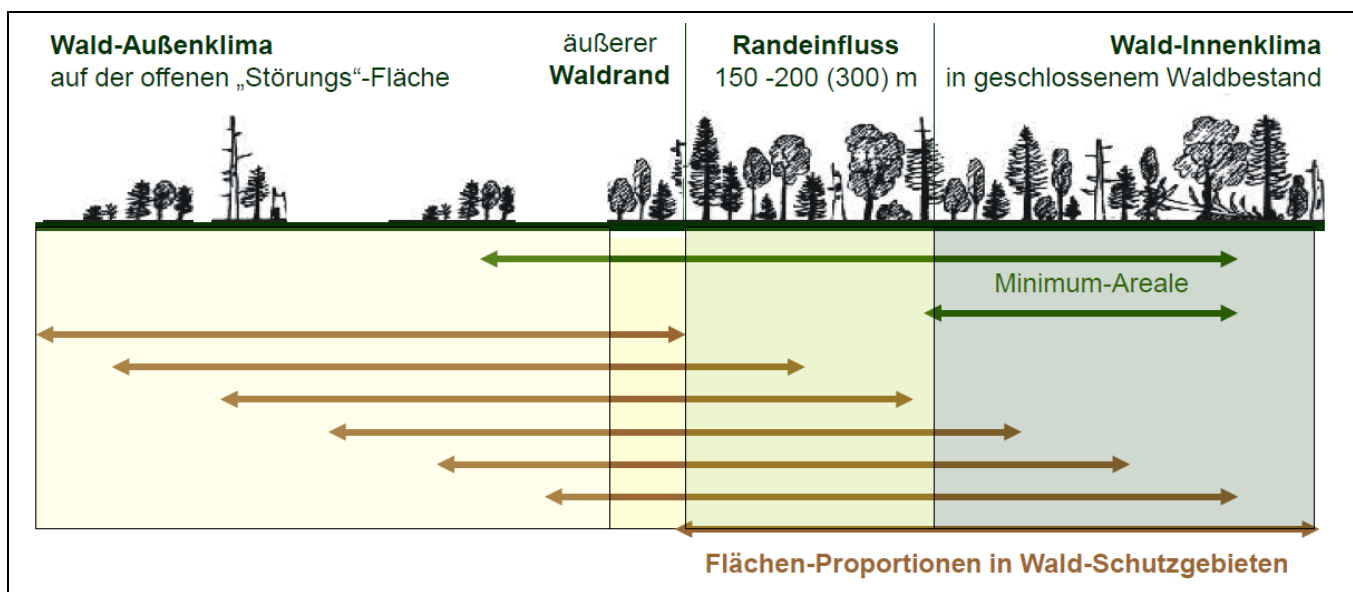 Wald-Außenklima
auf der offenen „Störungs“-Fläche
äußerer
Waldrand
Randeinfluss
150 -200 (300) m
Wald-Innenklima
in geschlossenem Waldbestand
Minimum-Areale
Flächen-Proportionen in Wald-Schutzgebieten